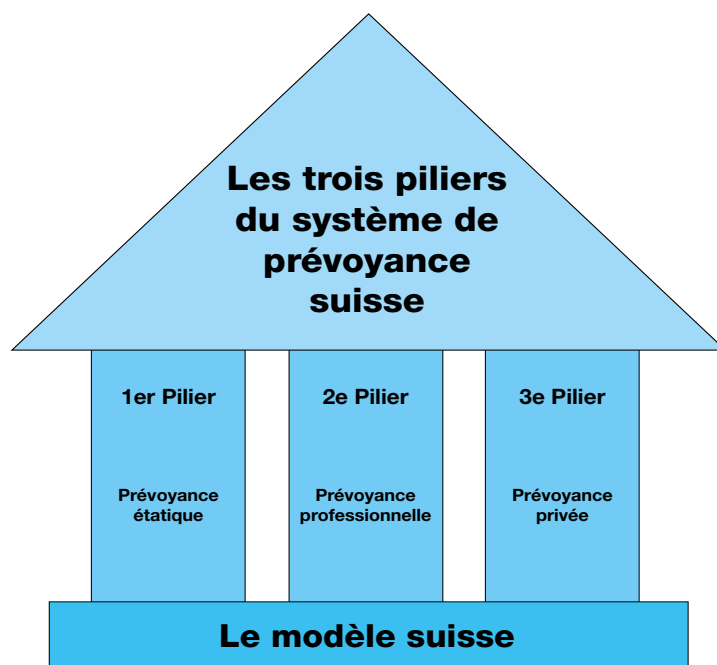 Les trois piliers
du système de
prévoyance
suisse
1er Pilier
Prévoyance
étatique
2e Pilier
Prévoyance
professionnelle
3e Pilier
Prévoyance
privée
Le modèle suisse